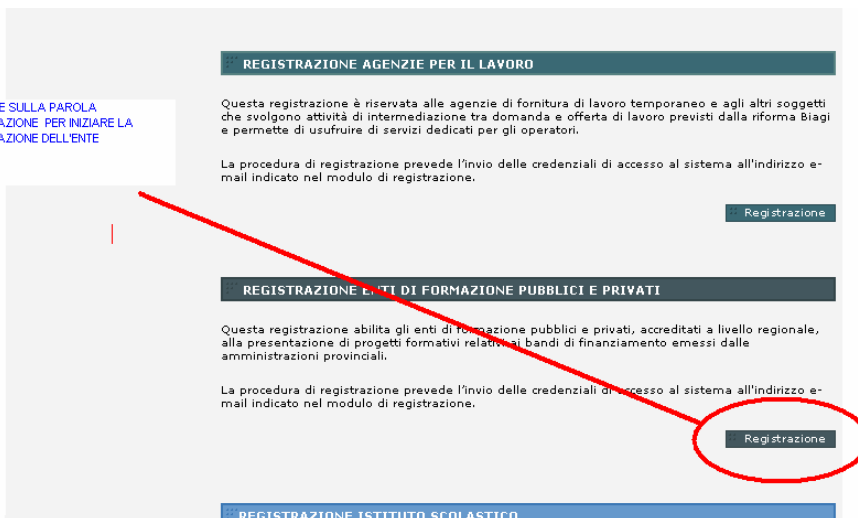 REGISTRAZIONE AGENZIE PER IL LAVORO
E SULLA PAROLA
AZIONE PER INIZIARE LA
AZIONE DELL'ENTE
Questa registrazione è riservata alle agenzie di fornitura di lavoro temporaneo e agli altri soggetti
che svolgono attività di intermediazione tra domanda e offerta di lavoro previsti dalla riforma Biagi
e permette di usufruire di servizi dedicati per gli operatori.
La procedura di registrazione prevede l'invio delle credenziali di accesso al sistema all'indirizzo e-
mail indicato nel modulo di registrazione.
Registrazione
REGISTRAZIONE ENTI DI FORMAZIONE PUBBLICI E PRIVATI
Questa registrazione abilita gli enti di formazione pubblici e privati, accreditati a livello regionale,
alla presentazione di progetti formativi relativi ai bandi di finanziamento emessi dalle
amministrazioni provinciali.
La procedura di registrazione prevede l'invio delle credenziali di accesso al sistema all'indirizzo e-
mail indicato nel modulo di registrazione.
Registrazione
REGISTRAZIONE ISTITUTO SCOLASTICO